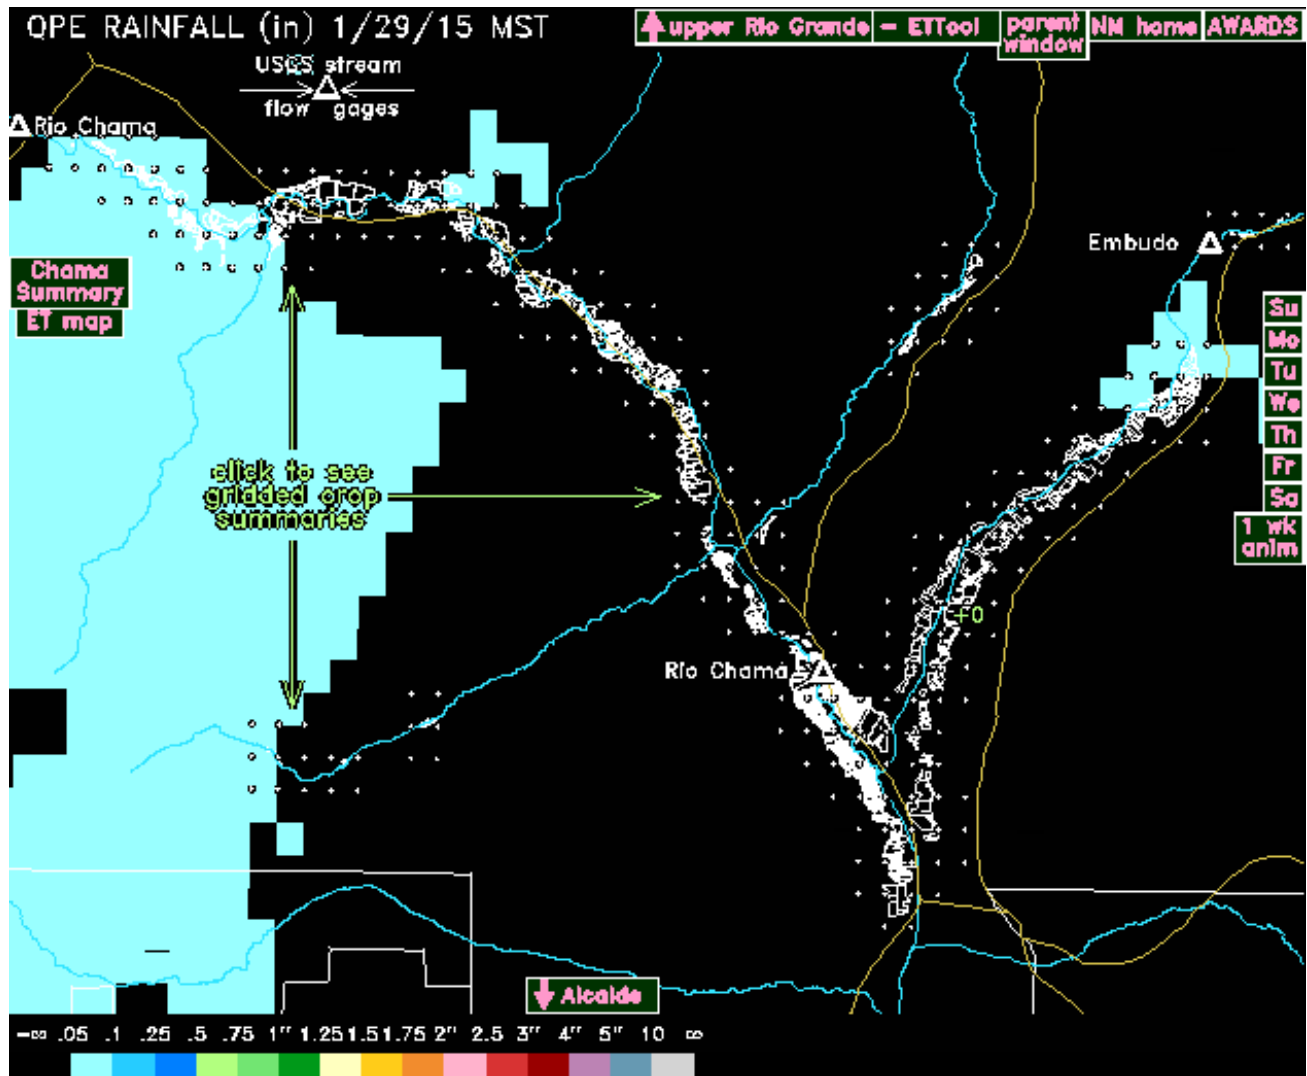 QPE RAINFALL (in) 1/29/15 MST
upper Rio Grande
- ETTool
parent
window
NM home
AWARDS
USGS stream
flow gages
Rio Chama
Embudo
Chama
Summary
ET map
Su
Mo
Tu
We
Th
Fr
Sa
1 wk
anim
click to see
gridded crop
summaries
+0
Rio Chama
Alcalde
-∞ .05 .1 .25 .5 .75 1" 1.25 1.5 1.75 2" 2.5 3" 4" 5" 10 ∞